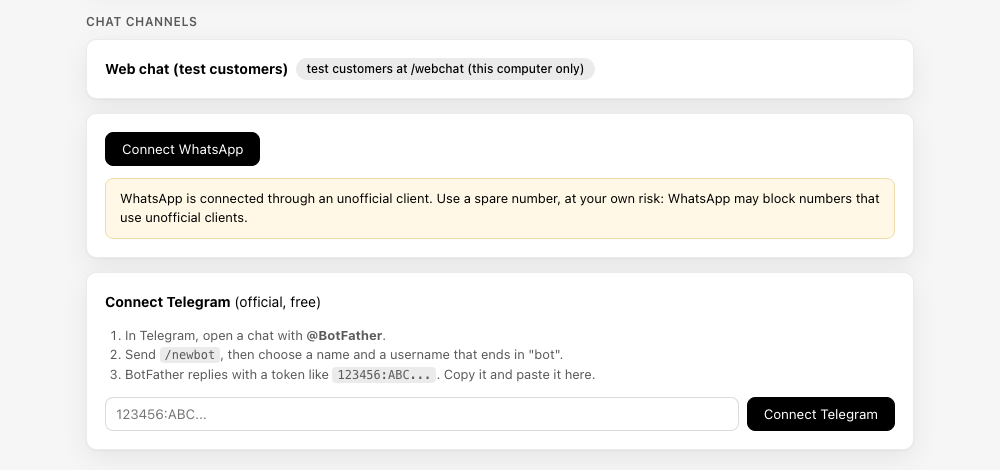 CHAT CHANNELS
Web chat (test customers) test customers at /webchat (this computer only)
Connect WhatsApp
WhatsApp is connected through an unofficial client. Use a spare number, at your own risk: WhatsApp may block numbers that
use unofficial clients.
Connect Telegram (official, free)
1. In Telegram, open a chat with @BotFather.
2. Send /newbot, then choose a name and a username that ends in "bot".
3. BotFather replies with a token like 123456:ABC.... Copy it and paste it here.
123456:ABC... Connect Telegram